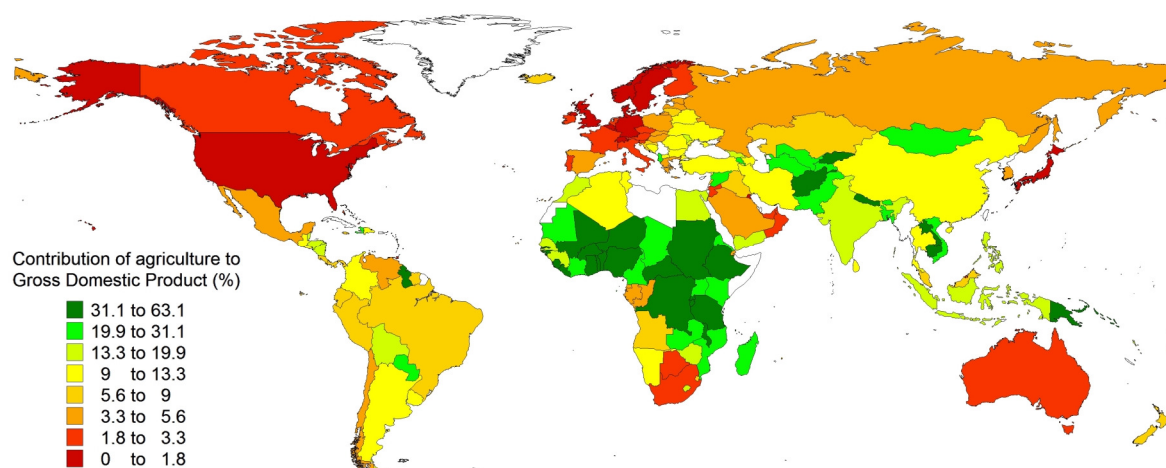 Contribution of agriculture to
Gross Domestic Product (%)
31.1 to 63.1
19.9 to 31.1
13.3 to 19.9
9 to 13.3
5.6 to 9
3.3 to 5.6
1.8 to 3.3
0 to 1.8